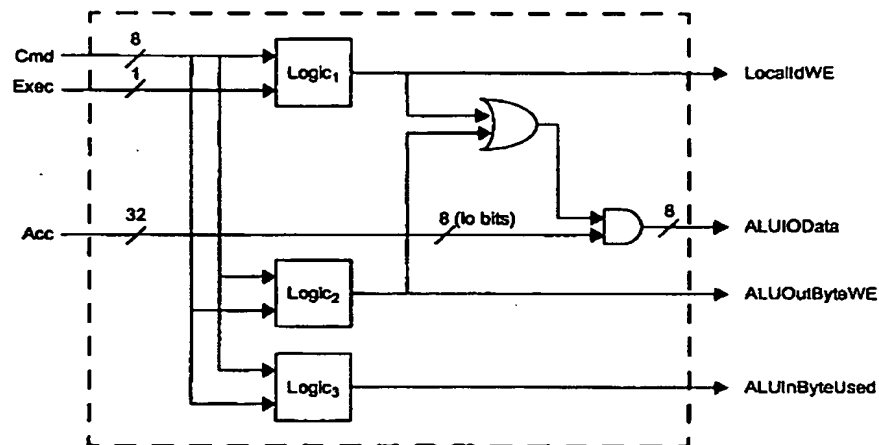 Cmd
8
Exec
1
Logic1
LocalIdWE
Acc
32
8 (lo bits)
8
ALUIOData
Logic2
ALUOutByteWE
Logic3
ALUInByteUsed